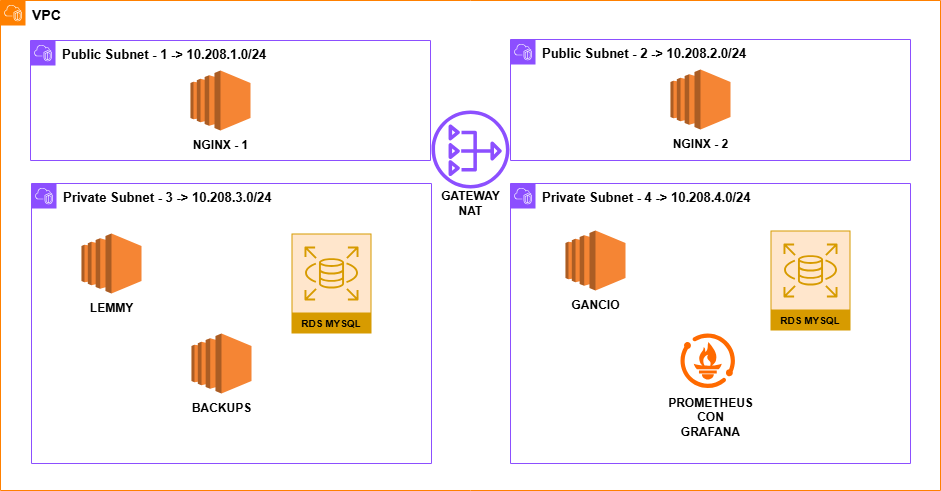 VPC
Public Subnet - 1 -> 10.208.1.0/24
NGINX - 1
Public Subnet - 2 -> 10.208.2.0/24
NGINX - 2
GATEWAY
NAT
Private Subnet - 3 -> 10.208.3.0/24
LEMMY
RDS MYSQL
BACKUPS
Private Subnet - 4 -> 10.208.4.0/24
GANCIO
RDS MYSQL
PROMETHEUS
CON
GRAFANA